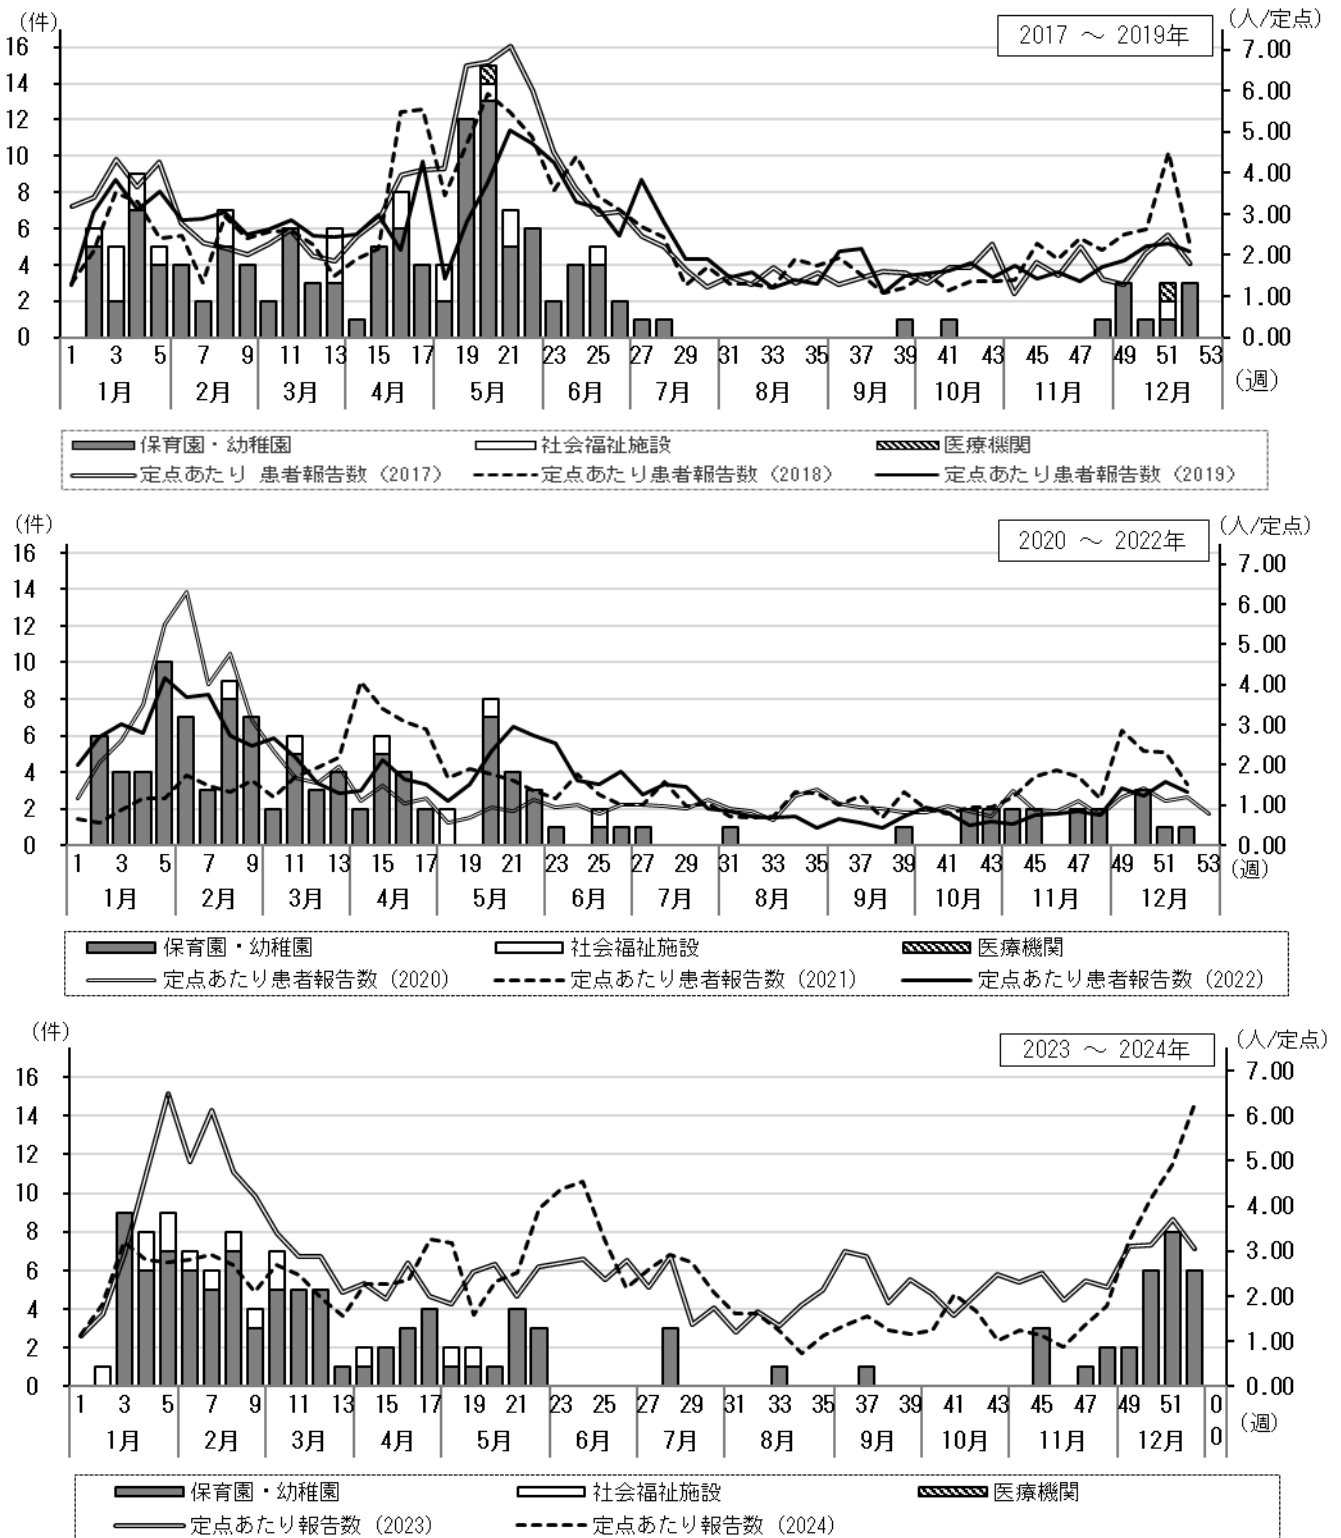 (件)
2017 ～ 2019年
(人/定点)
16
14
12
10
8
6
4
2
0
7.00
6.00
5.00
4.00
3.00
2.00
1.00
0.00
1 3 5 7 9 11 13 15 17 19 21 23 25 27 29 31 33 35 37 39 41 43 45 47 49 51 53
(週)
1月 2月 3月 4月 5月 6月 7月 8月 9月 10月 11月 12月
保育園・幼稚園 社会福祉施設 医療機関
定点あたり 患者報告数 (2017) 定点あたり患者報告数 (2018) 定点あたり患者報告数 (2019)
(件)
2020 ～ 2022年
(人/定点)
16
14
12
10
8
6
4
2
0
7.00
6.00
5.00
4.00
3.00
2.00
1.00
0.00
1 3 5 7 9 11 13 15 17 19 21 23 25 27 29 31 33 35 37 39 41 43 45 47 49 51 53
(週)
1月 2月 3月 4月 5月 6月 7月 8月 9月 10月 11月 12月
保育園・幼稚園 社会福祉施設 医療機関
定点あたり患者報告数 (2020) 定点あたり患者報告数 (2021) 定点あたり患者報告数 (2022)
(件)
2023 ～ 2024年
(人/定点)
16
14
12
10
8
6
4
2
0
7.00
6.00
5.00
4.00
3.00
2.00
1.00
0.00
1 3 5 7 9 11 13 15 17 19 21 23 25 27 29 31 33 35 37 39 41 43 45 47 49 51 0
(週)
1月 2月 3月 4月 5月 6月 7月 8月 9月 10月 11月 12月 0
保育園・幼稚園 社会福祉施設 医療機関
定点あたり報告数 (2023) 定点あたり報告数 (2024)